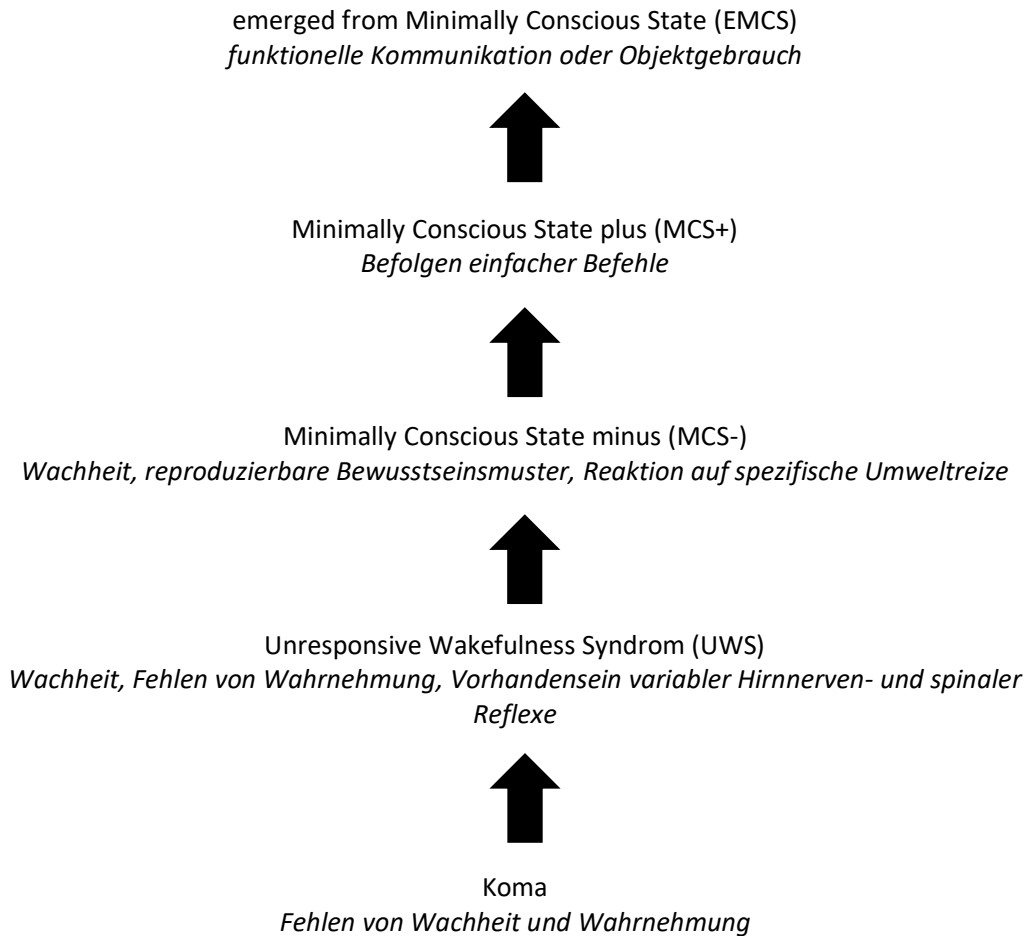 emerged from Minimally Conscious State (EMCS)
funktionelle Kommunikation oder Objektgebrauch
Minimally Conscious State plus (MCS+)
Befolgen einfacher Befehle
Minimally Conscious State minus (MCS-)
Wachheit, reproduzierbare Bewusstseinsmuster, Reaktion auf spezifische Umweltreize
Unresponsive Wakefulness Syndrom (UWS)
Wachheit, Fehlen von Wahrnehmung, Vorhandensein variabler Hirnnerven- und spinaler
Reflexe
Koma
Fehlen von Wachheit und Wahrnehmung